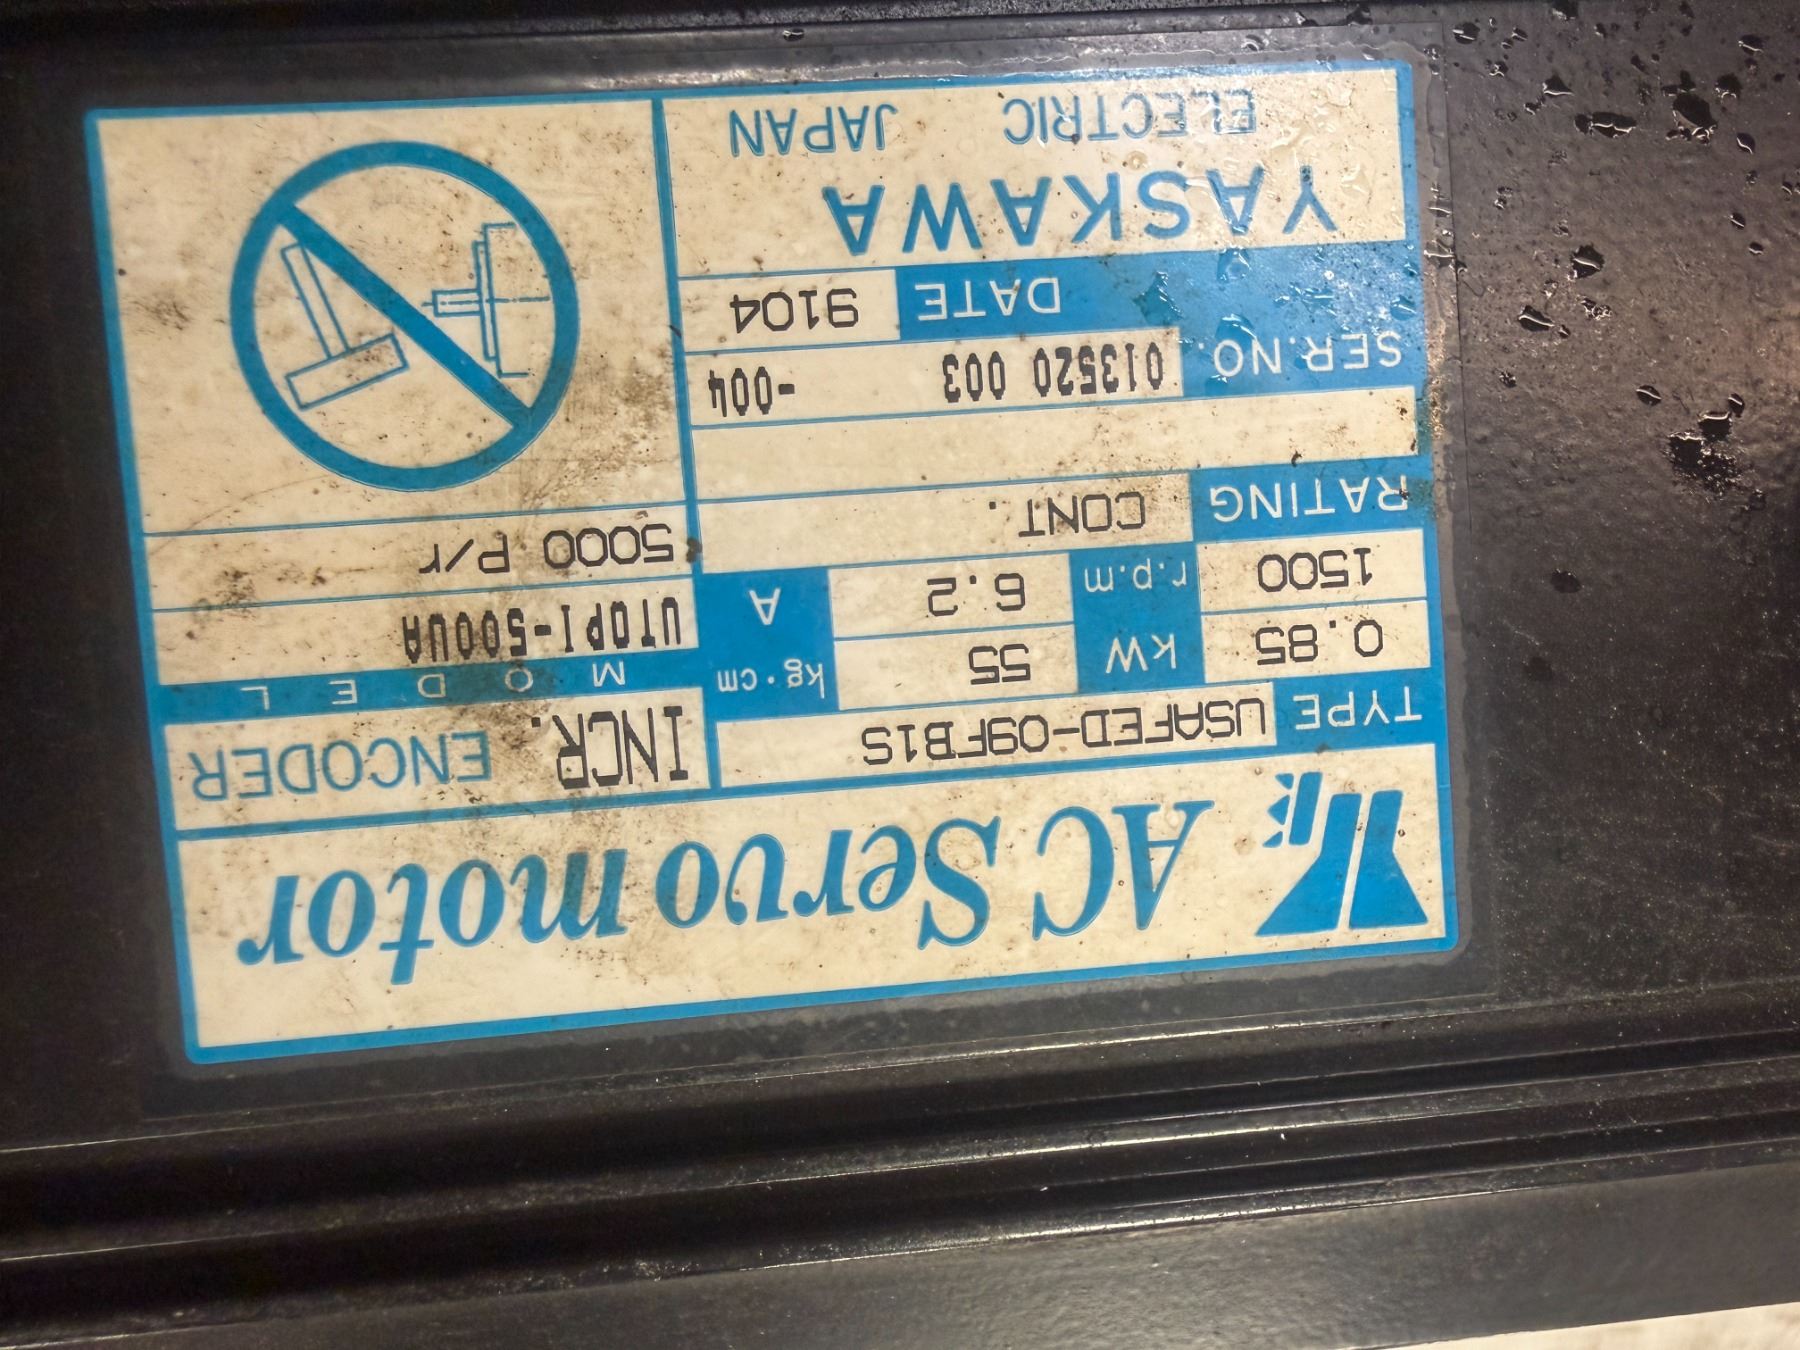 AC Servo motor
TYPE USAFED-09FB1S
0.85 kW 55 kg·cm
1500 r.p.m 6.2 A
RATING CONT.
SER.NO. 013520 003 -004
DATE 9104
YASKAWA
ELECTRIC JAPAN
INCR. ENCODER
MODEL
UTOPI-500UA
5000 P/r